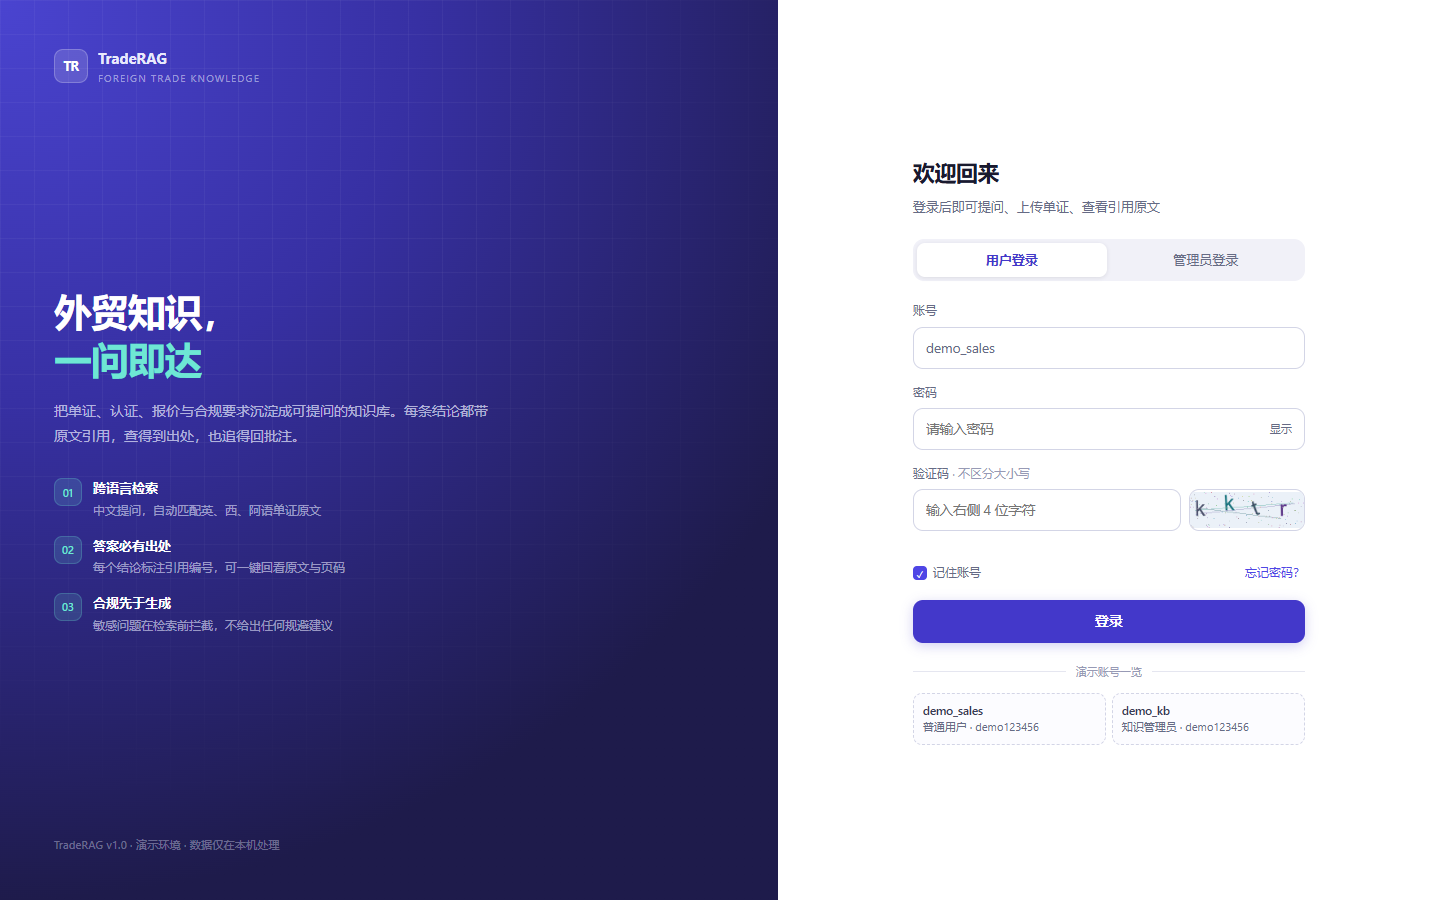 TR
TradeRAG
FOREIGN TRADE KNOWLEDGE
外贸知识，
一问即达
把单证、认证、报价与合规要求沉淀成可提问的知识库。每条结论都带
原文引用，查得到出处，也追得回批注。
01
跨语言检索
中文提问，自动匹配英、西、阿语单证原文
02
答案必有出处
每个结论标注引用编号，可一键回看原文与页码
03
合规先于生成
敏感问题在检索前拦截，不给出任何规避建议
TradeRAG v1.0 · 演示环境 · 数据仅在本机处理
欢迎回来
登录后即可提问、上传单证、查看引用原文
用户登录
管理员登录
账号
demo_sales
密码
请输入密码
显示
验证码 · 不区分大小写
输入右侧 4 位字符
k k t r
记住账号
忘记密码?
登录
演示账号一览
demo_sales
普通用户 · demo123456
demo_kb
知识管理员 · demo123456